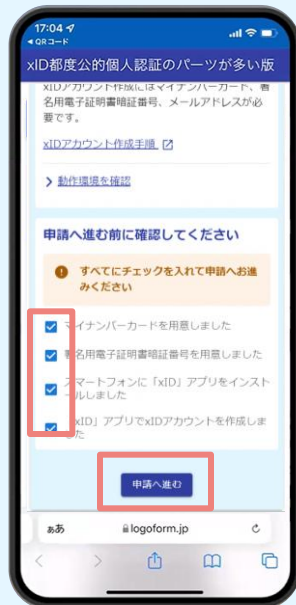 17:04
◀ QRコード
xID都度公的個人認証のパーツが多い版
xIDアカウント作成にはマイナンバーカード、署
名用電子証明書暗証番号、メールアドレスが必
要です。
xIDアカウント作成手順
動作環境を確認
申請へ進む前に確認してください
すべてにチェックを入れて申請へお進
みください
マイナンバーカードを用意しました
署名用電子証明書暗証番号を用意しました
スマートフォンに「xID」アプリをインスト
ールしました
「xID」アプリでxIDアカウントを作成しま
した
申請へ進む
ぁあ
logoform.jp